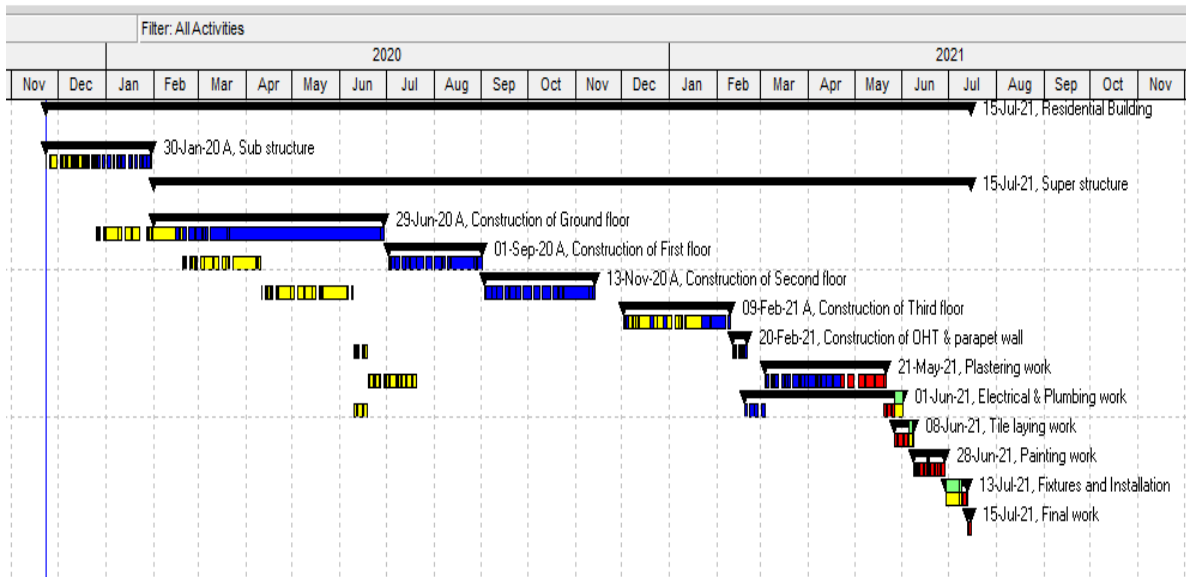 Filter: All Activities
2020 2021
Nov Dec Jan Feb Mar Apr May Jun Jul Aug Sep Oct Nov Dec Jan Feb Mar Apr May Jun Jul Aug Sep Oct Nov
15-Jul-21, Residential Building
30-Jan-20 A, Sub structure
15-Jul-21, Super structure
29-Jun-20 A, Construction of Ground floor
01-Sep-20 A, Construction of First floor
13-Nov-20 A, Construction of Second floor
09-Feb-21 A, Construction of Third floor
20-Feb-21, Construction of OHT & parapet wall
21-May-21, Plastering work
01-Jun-21, Electrical & Plumbing work
08-Jun-21, Tile laying work
28-Jun-21, Painting work
13-Jul-21, Fixtures and Installation
15-Jul-21, Final work